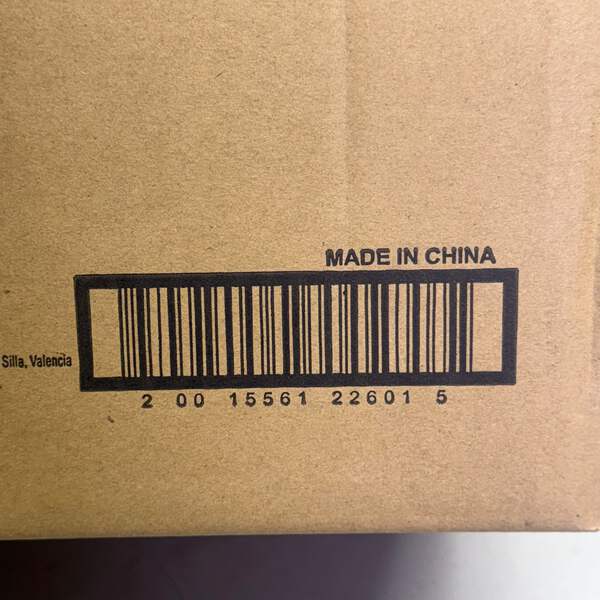 MADE IN CHINA
Silla, Valencia
2 00 15561 22601 5